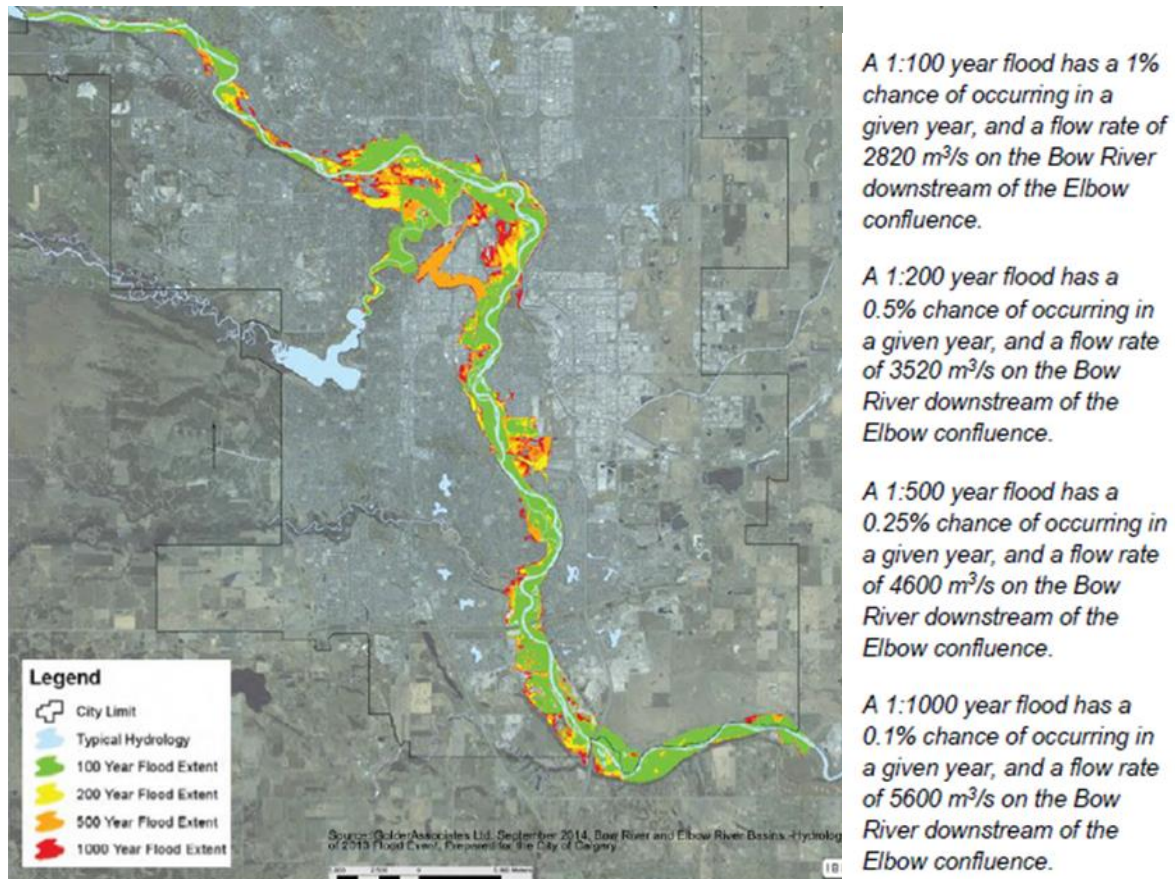 A 1:100 year flood has a 1%
chance of occurring in a
given year, and a flow rate of
2820 m³/s on the Bow River
downstream of the Elbow
confluence.
A 1:200 year flood has a
0.5% chance of occurring in
a given year, and a flow rate
of 3520 m³/s on the Bow
River downstream of the
Elbow confluence.
A 1:500 year flood has a
0.25% chance of occurring in
a given year, and a flow rate
of 4600 m³/s on the Bow
River downstream of the
Elbow confluence.
A 1:1000 year flood has a
0.1% chance of occurring in
a given year, and a flow rate
of 5600 m³/s on the Bow
River downstream of the
Elbow confluence.
Legend
City Limit
Typical Hydrology
100 Year Flood Extent
200 Year Flood Extent
500 Year Flood Extent
1000 Year Flood Extent
Source: GolderAssociates Ltd. September 2014, Bow River and Elbow River Basins -Hydrolog
of 2013 Flood Event, Prepared for the City of Calgary